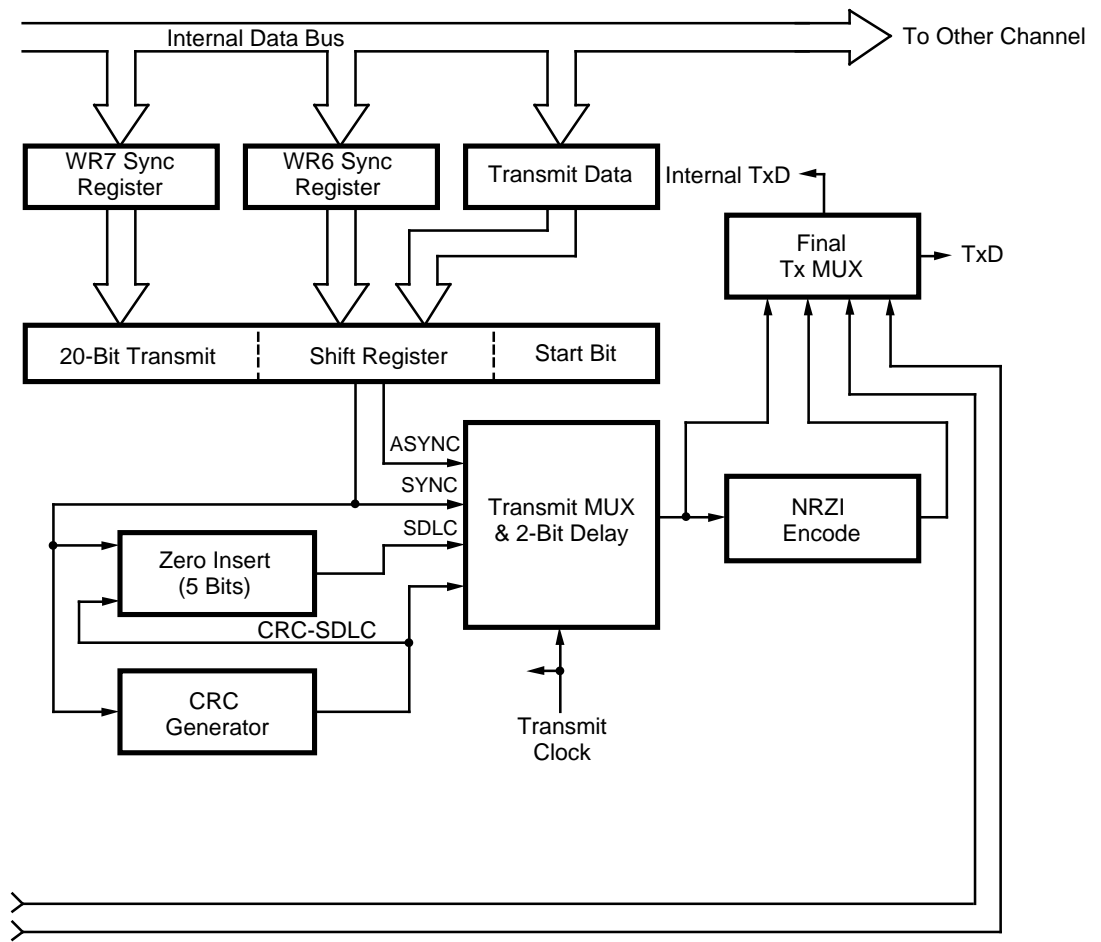 Internal Data Bus
To Other Channel
WR7 Sync
Register
WR6 Sync
Register
Transmit Data
Internal TxD
Final
Tx MUX
TxD
20-Bit Transmit
Shift Register
Start Bit
ASYNC
SYNC
SDLC
Transmit MUX
& 2-Bit Delay
NRZI
Encode
Zero Insert
(5 Bits)
CRC-SDLC
CRC
Generator
Transmit
Clock